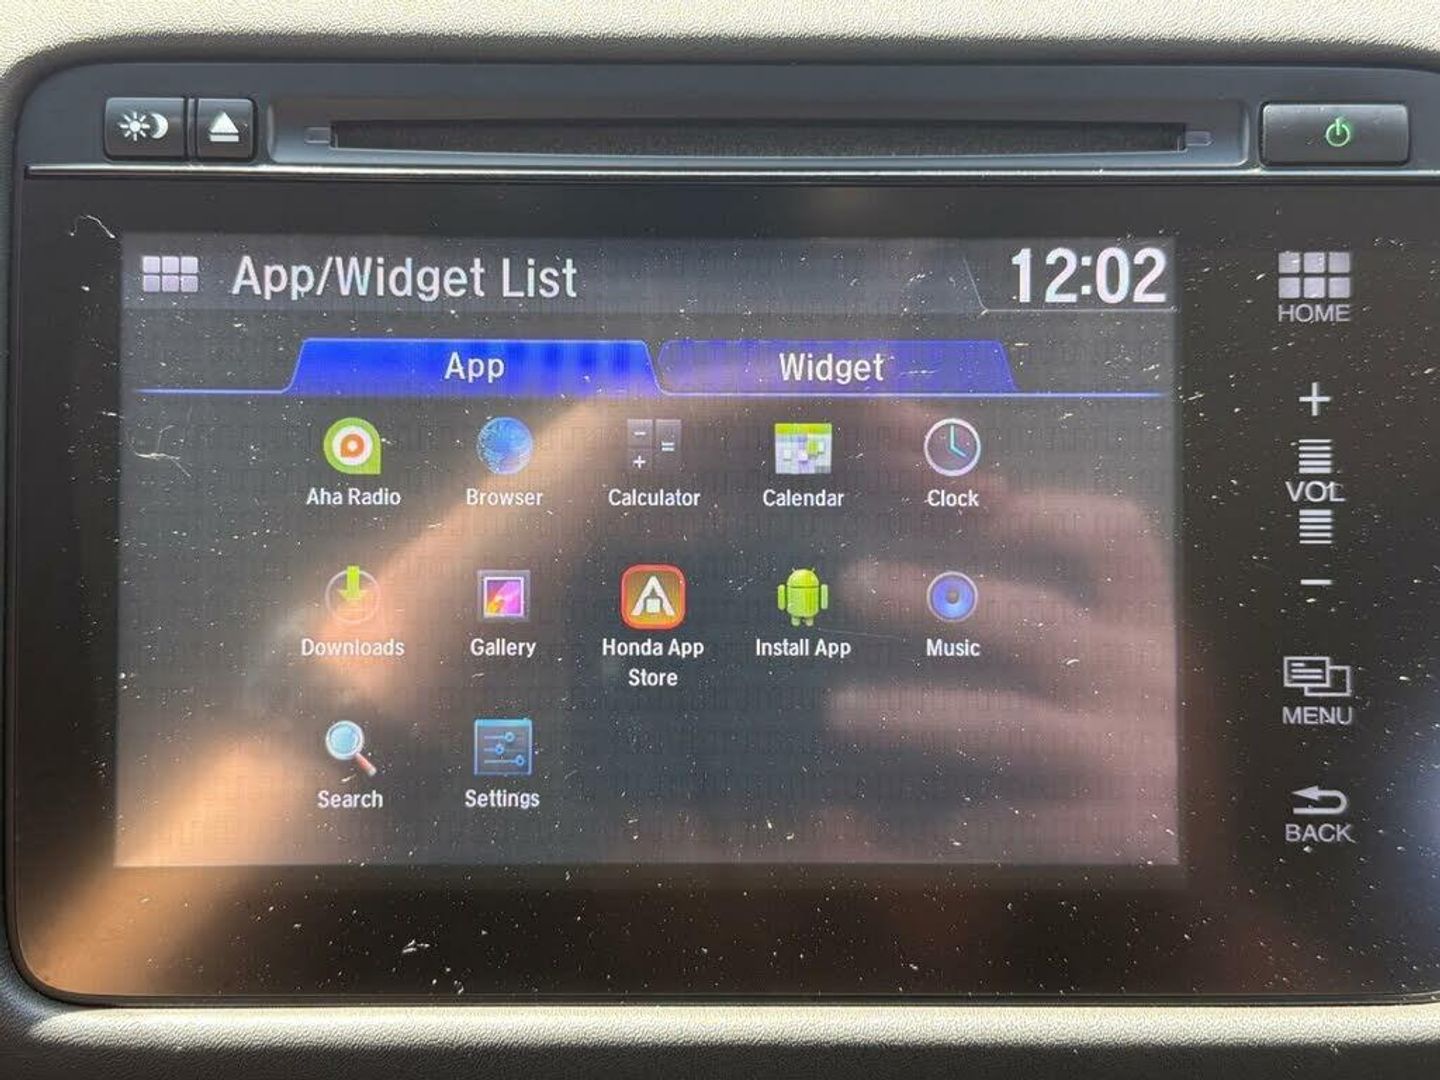 App/Widget List
12:02
App
Widget
Aha Radio
Browser
Calculator
Calendar
Clock
Downloads
Gallery
Honda App
Store
Install App
Music
Search
Settings
HOME
+
VOL
−
MENU
BACK